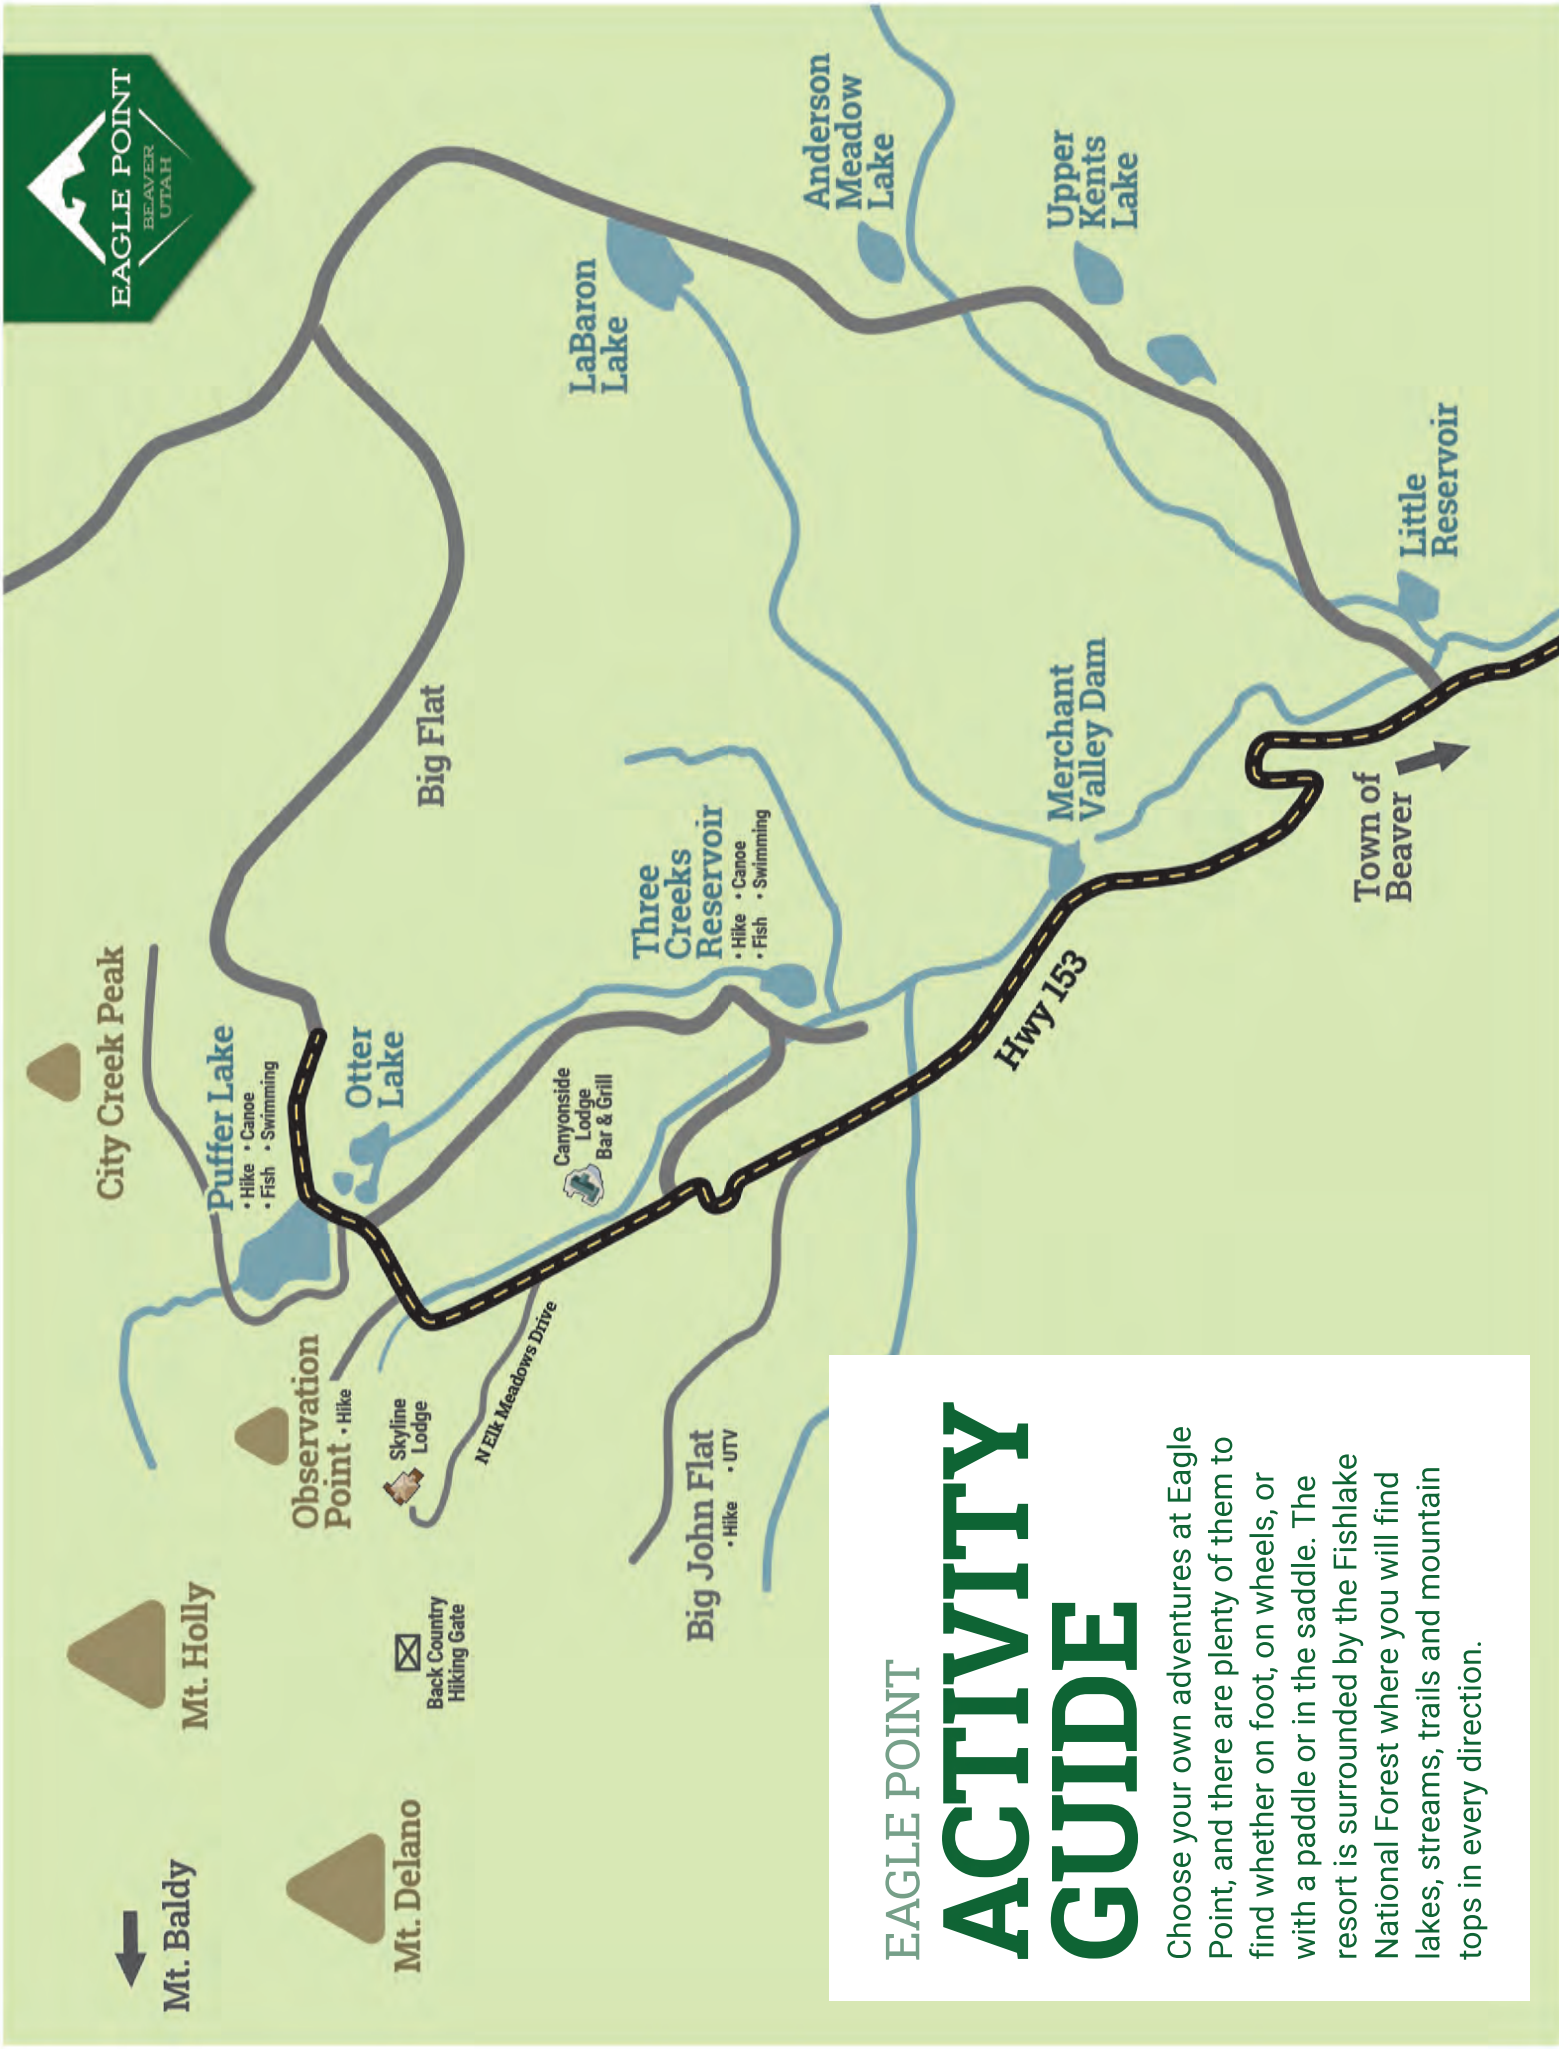 Mt. Baldy
Mt. Delano
Mt. Holly
Back Country
Hiking Gate
Observation
Point • Hike
Skyline
Lodge
N Elk Meadows Drive
Big John Flat
• Hike • UTV
City Creek Peak
Puffer Lake
• Hike • Canoe
• Fish • Swimming
Otter
Lake
Canyonside
Lodge
Bar & Grill
Three
Creeks
Reservoir
• Hike • Canoe
• Fish • Swimming
Hwy 153
Big Flat
Merchant
Valley Dam
Town of
Beaver
LaBaron
Lake
Anderson
Meadow
Lake
Upper
Kents
Lake
Little
Reservoir
EAGLE POINT
BEAVER
UTAH
EAGLE POINT
ACTIVITY
GUIDE
Choose your own adventures at Eagle
Point, and there are plenty of them to
find whether on foot, on wheels, or
with a paddle or in the saddle. The
resort is surrounded by the Fishlake
National Forest where you will find
lakes, streams, trails and mountain
tops in every direction.